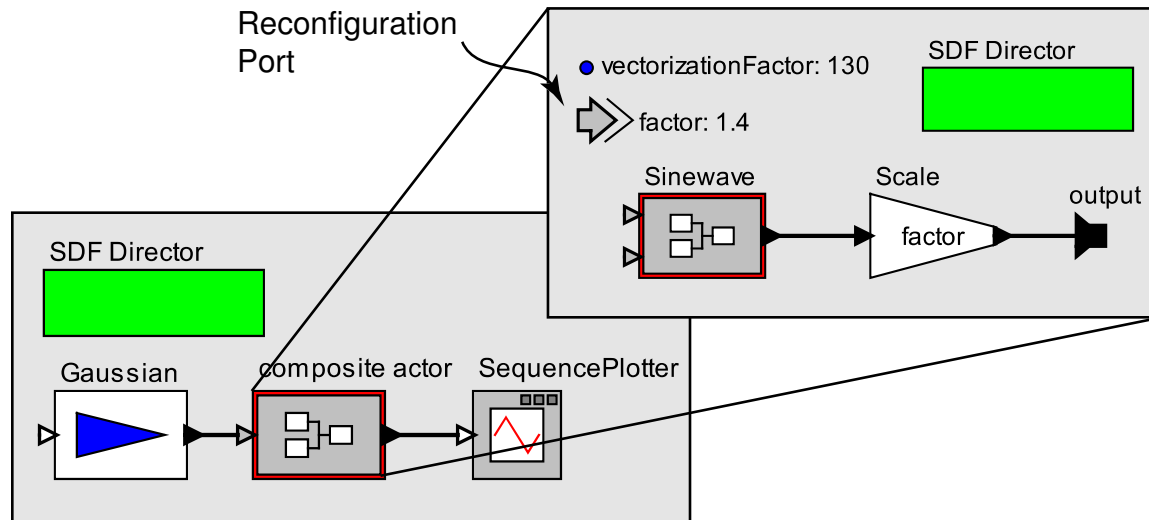 Reconfiguration
Port
SDF Director
vectorizationFactor: 130
factor: 1.4
Sinewave
Scale
output
factor
SDF Director
Gaussian
composite actor
SequencePlotter